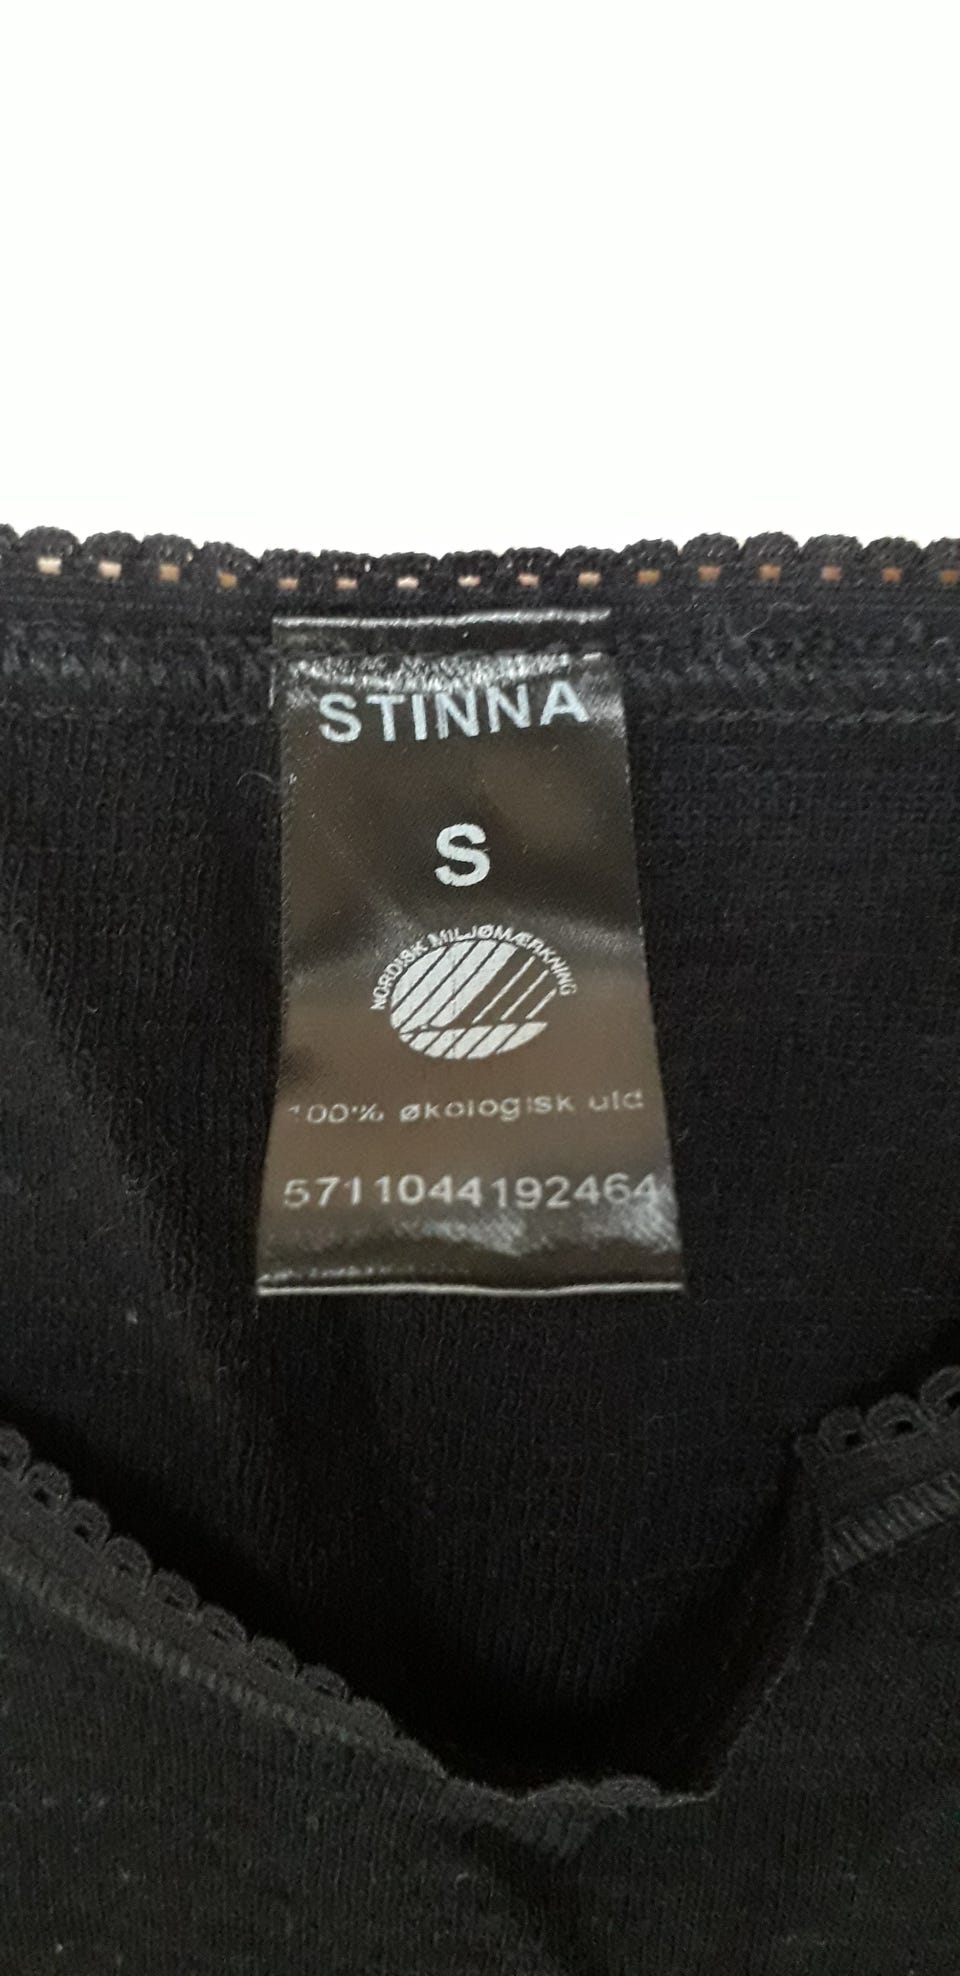 STINNA
S
NORDISK MILJØMÆRKNING
100% økologisk uld
5711044192464